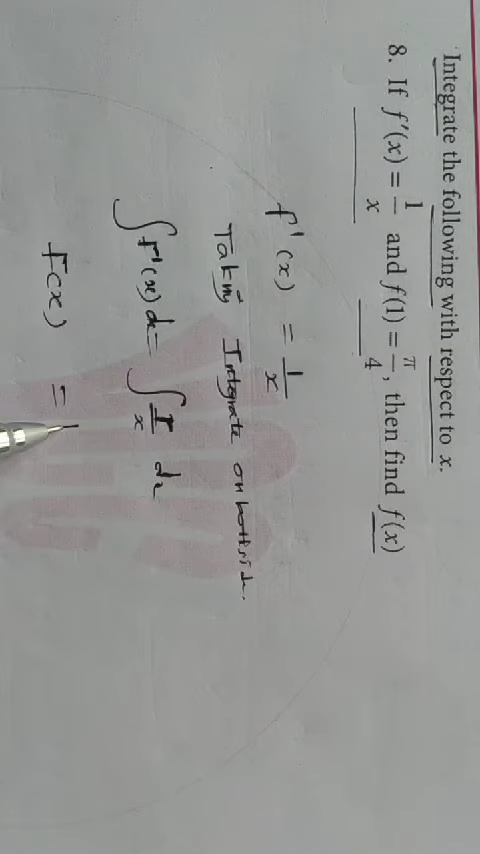 Integrate the following with respect to x.
8. If f′(x) = 1/x and f(1) = π/4, then find f(x)
f'(x) = 1/x
Taking Integrate on both side.
∫f'(x) dx = ∫ 1/x dx
f(x) =